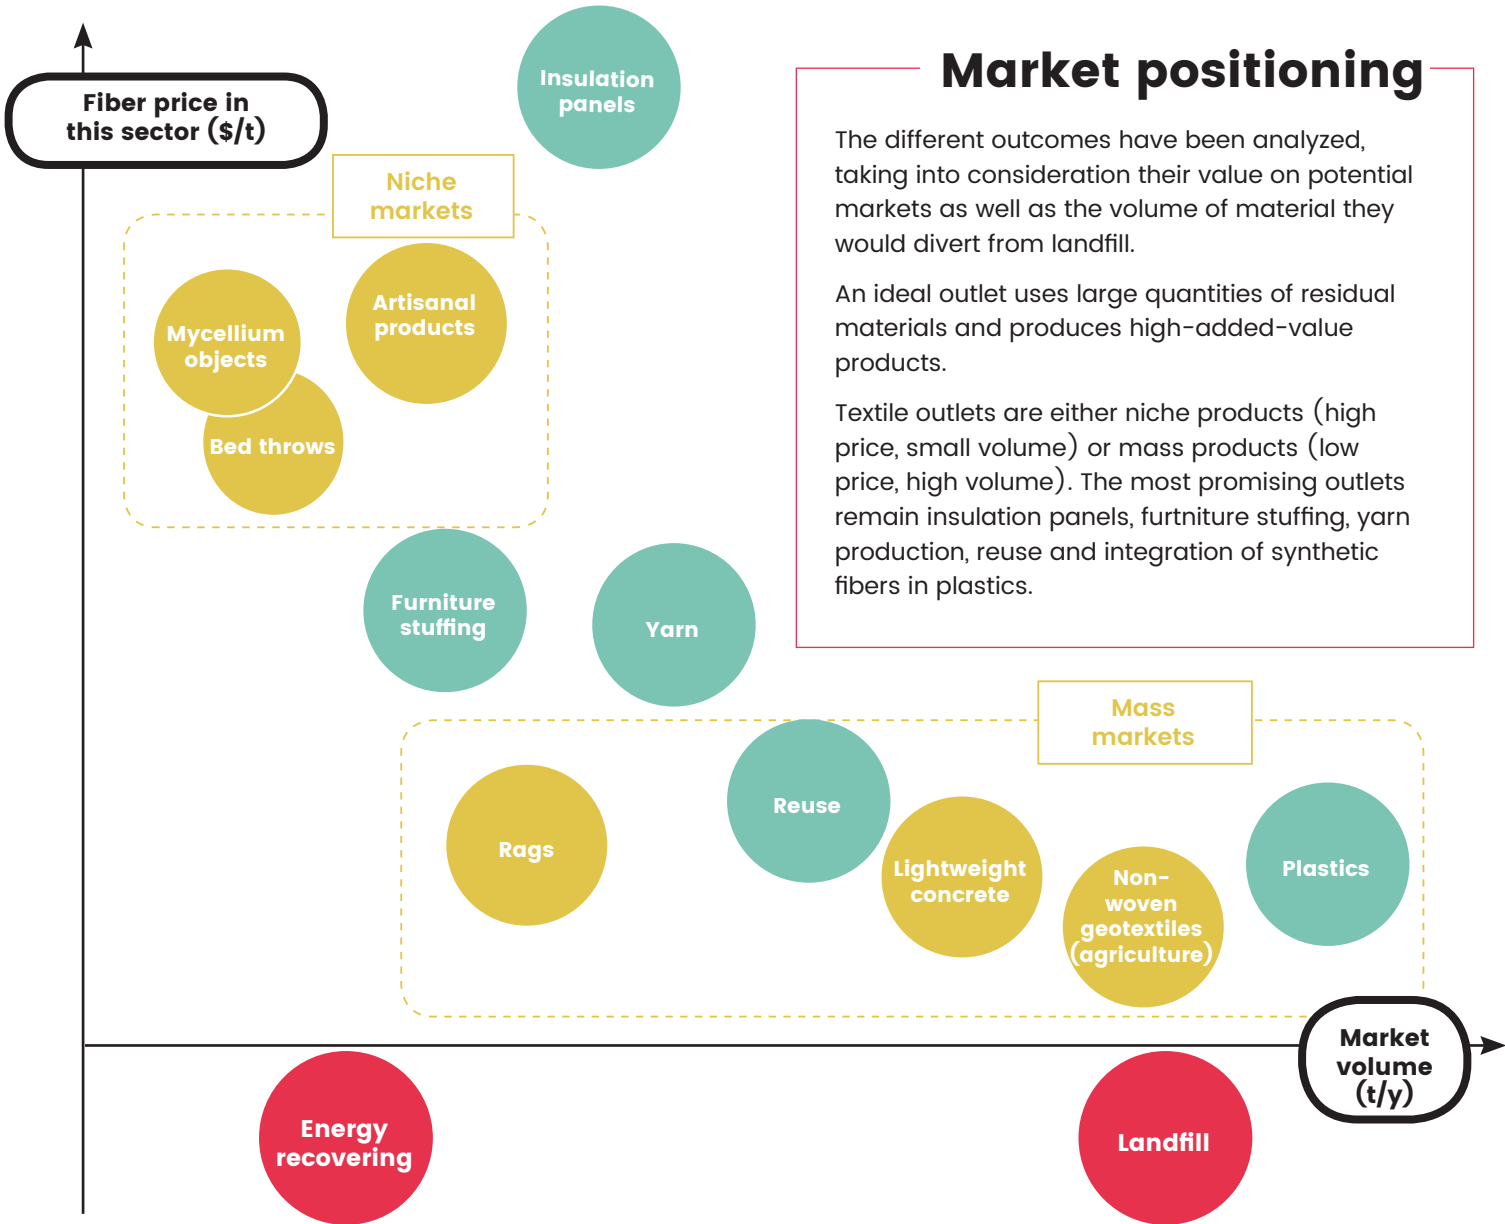 Insulation
panels
Fiber price in
this sector ($/t)
Niche
markets
Mycellium
objects
Artisanal
products
Bed throws
Market positioning
The different outcomes have been analyzed,
taking into consideration their value on potential
markets as well as the volume of material they
would divert from landfill.
An ideal outlet uses large quantities of residual
materials and produces high-added-value
products.
Textile outlets are either niche products (high
price, small volume) or mass products (low
price, high volume). The most promising outlets
remain insulation panels, furtniture stuffing, yarn
production, reuse and integration of synthetic
fibers in plastics.
Furniture
stuffing
Yarn
Mass
markets
Rags
Reuse
Lightweight
concrete
Non-
woven
geotextiles
(agriculture)
Plastics
Market
volume
(t/y)
Energy
recovering
Landfill